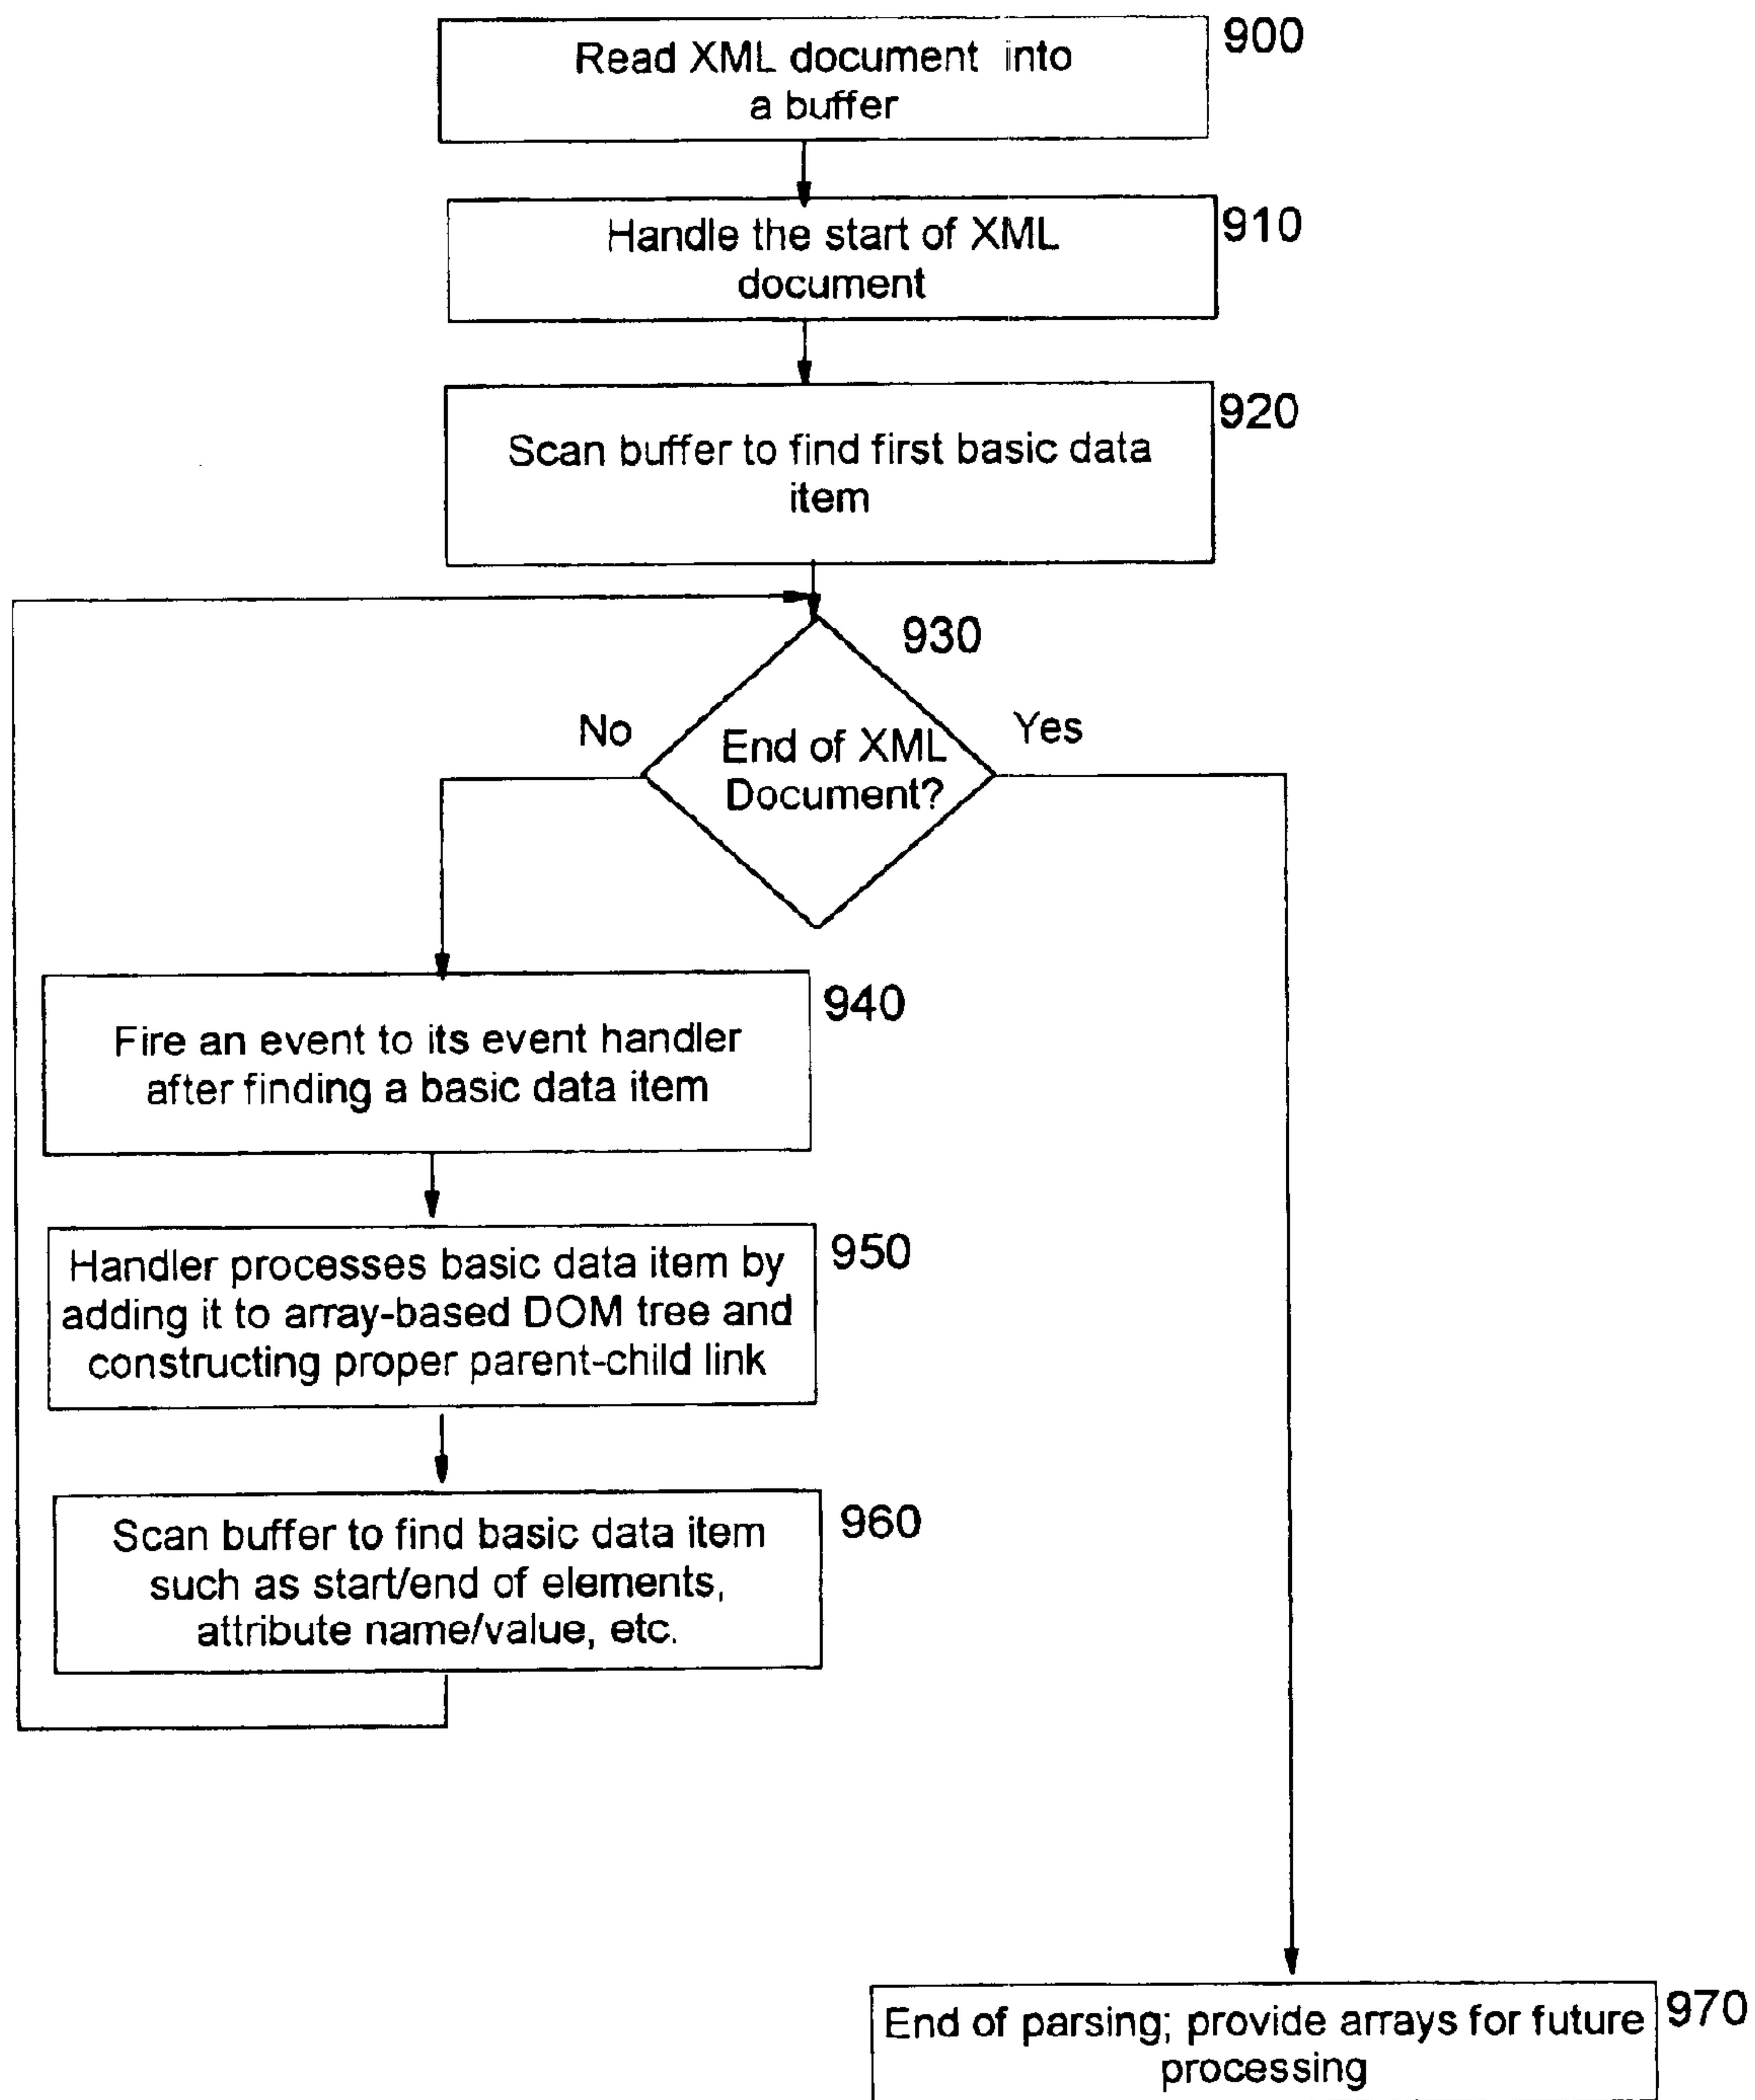 900
Read XML document into
a buffer
910
Handle the start of XML
document
920
Scan buffer to find first basic data
item
930
No
Yes
End of XML
Document?
940
Fire an event to its event handler
after finding a basic data item
950
Handler processes basic data item by
adding it to array-based DOM tree and
constructing proper parent-child link
960
Scan buffer to find basic data item
such as start/end of elements,
attribute name/value, etc.
970
End of parsing; provide arrays for future
processing